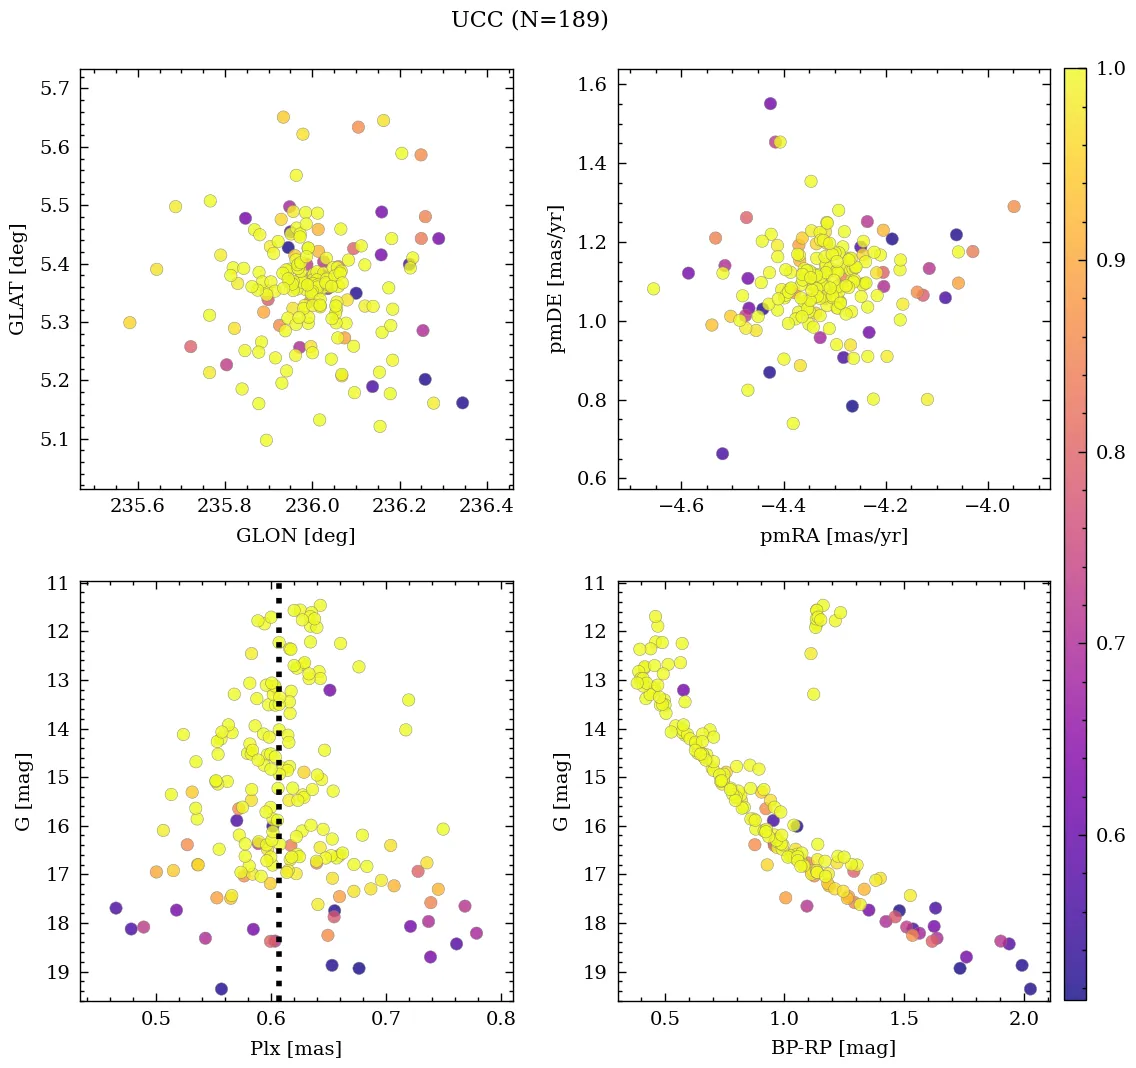 UCC (N=189)
5.7
5.6
5.5
5.4
5.3
5.2
5.1
GLAT [deg]
235.6 235.8 236.0 236.2 236.4
GLON [deg]
1.6
1.4
1.2
1.0
0.8
0.6
pmDE [mas/yr]
−4.6 −4.4 −4.2 −4.0
pmRA [mas/yr]
11
12
13
14
15
16
17
18
19
G [mag]
0.5 0.6 0.7 0.8
Plx [mas]
11
12
13
14
15
16
17
18
19
G [mag]
0.5 1.0 1.5 2.0
BP-RP [mag]
1.0
0.9
0.8
0.7
0.6